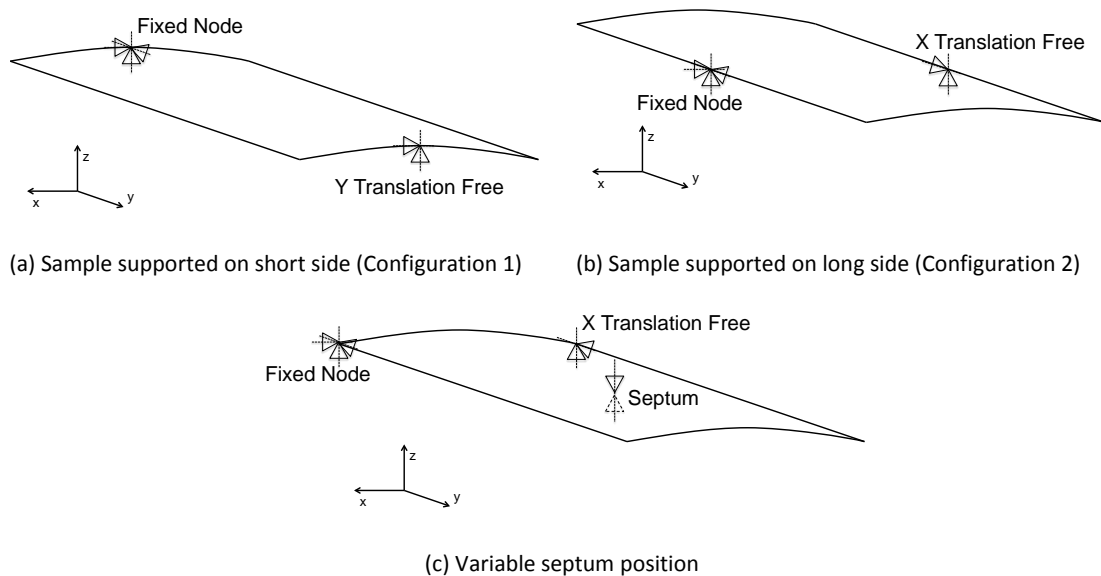 Fixed Node
Y Translation Free
z
x
y
X Translation Free
Fixed Node
z
x
y
(a) Sample supported on short side (Configuration 1)
(b) Sample supported on long side (Configuration 2)
X Translation Free
Fixed Node
Septum
z
x
y
(c) Variable septum position